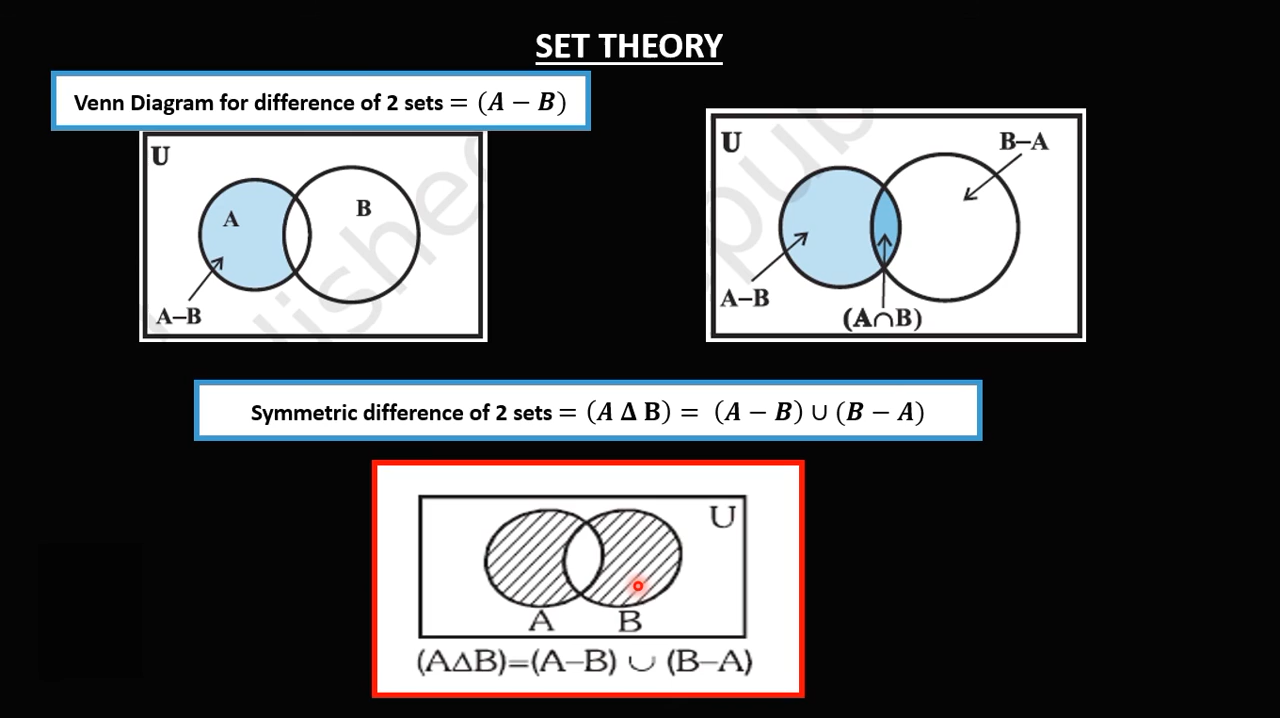 SET THEORY
Venn Diagram for difference of 2 sets = (A − B)
U
A
B
A–B
U
B–A
A–B
(A∩B)
Symmetric difference of 2 sets = (A Δ B) = (A − B) ∪ (B − A)
U
A B
(AΔB)=(A–B) ∪ (B–A)